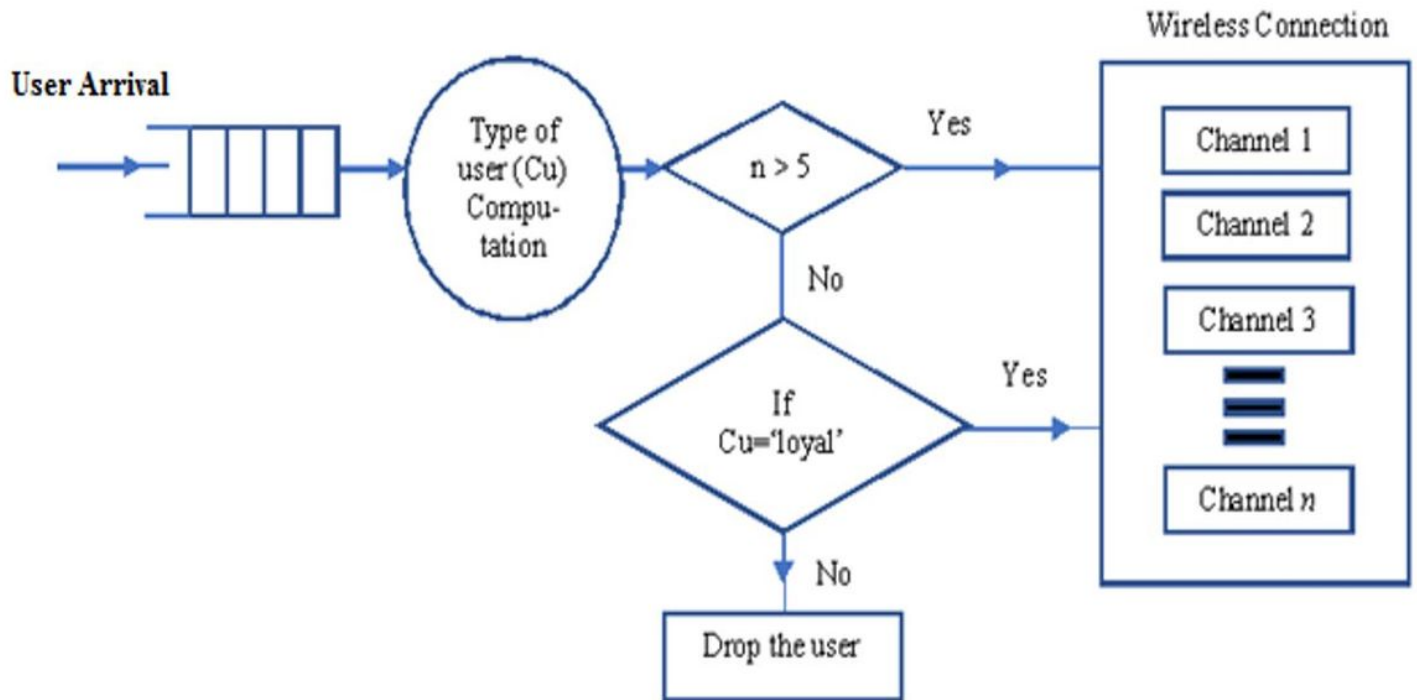 Wireless Connection
User Arrival
Type of
user (Cu)
Compu-
tation
n > 5
Yes
No
If
Cu=‘loyal’
Yes
No
Drop the user
Channel 1
Channel 2
Channel 3
Channel n